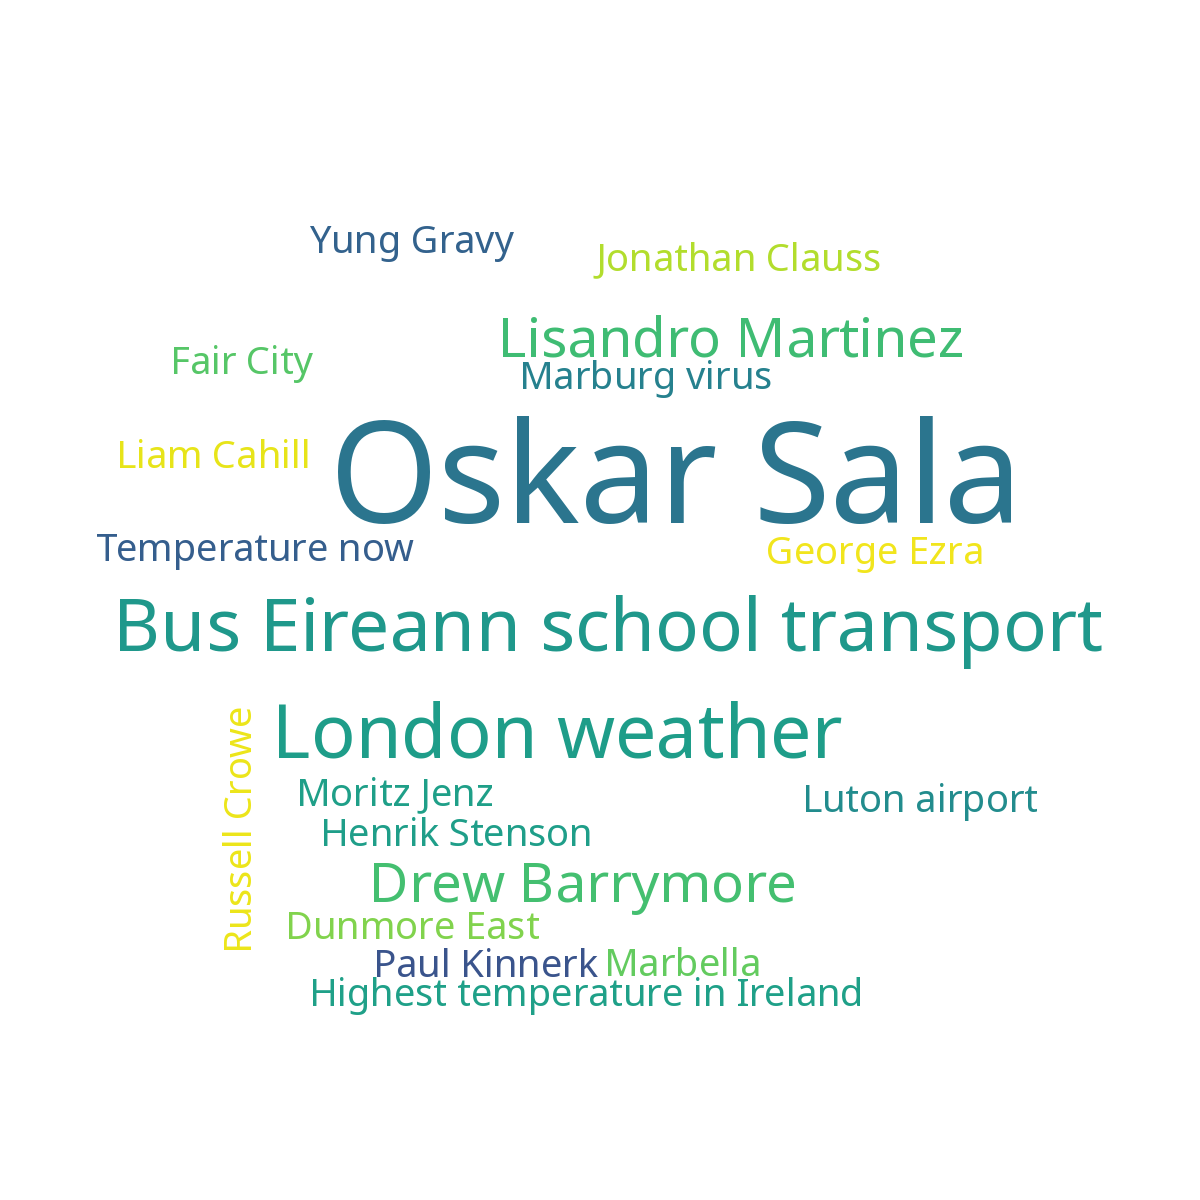 Yung Gravy
Jonathan Clauss
Lisandro Martinez
Fair City
Marburg virus
Liam Cahill
Oskar Sala
Temperature now
George Ezra
Bus Eireann school transport
London weather
Russell Crowe
Moritz Jenz
Luton airport
Henrik Stenson
Drew Barrymore
Dunmore East
Paul Kinnerk
Marbella
Highest temperature in Ireland